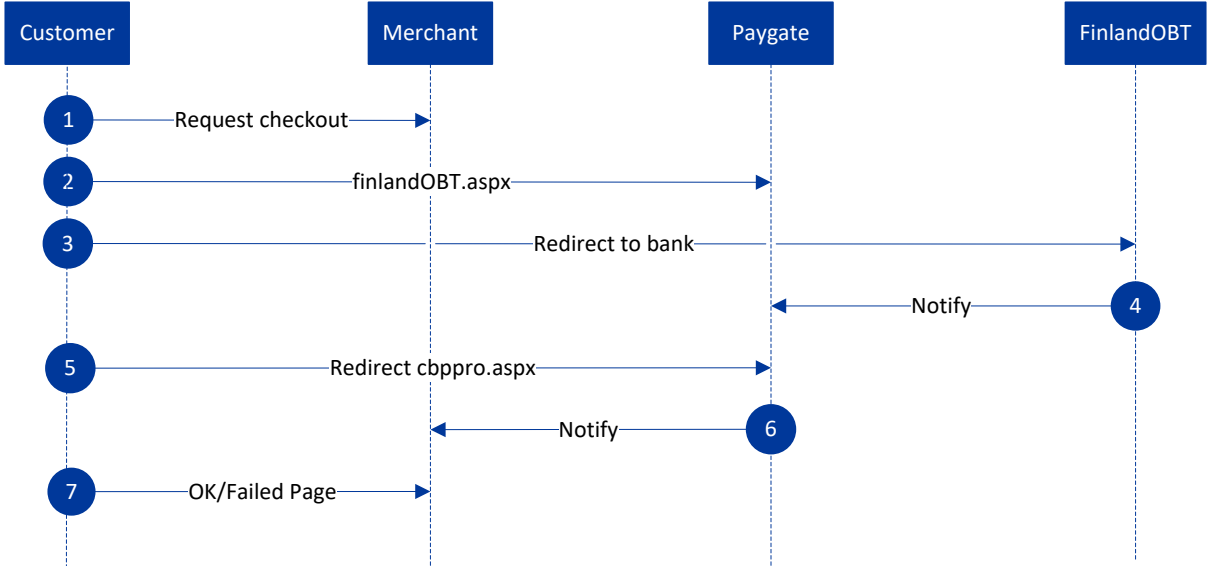 Customer
Merchant
Paygate
FinlandOBT
1
Request checkout
2
finlandOBT.aspx
3
Redirect to bank
Notify
4
5
Redirect cbppro.aspx
Notify
6
7
OK/Failed Page